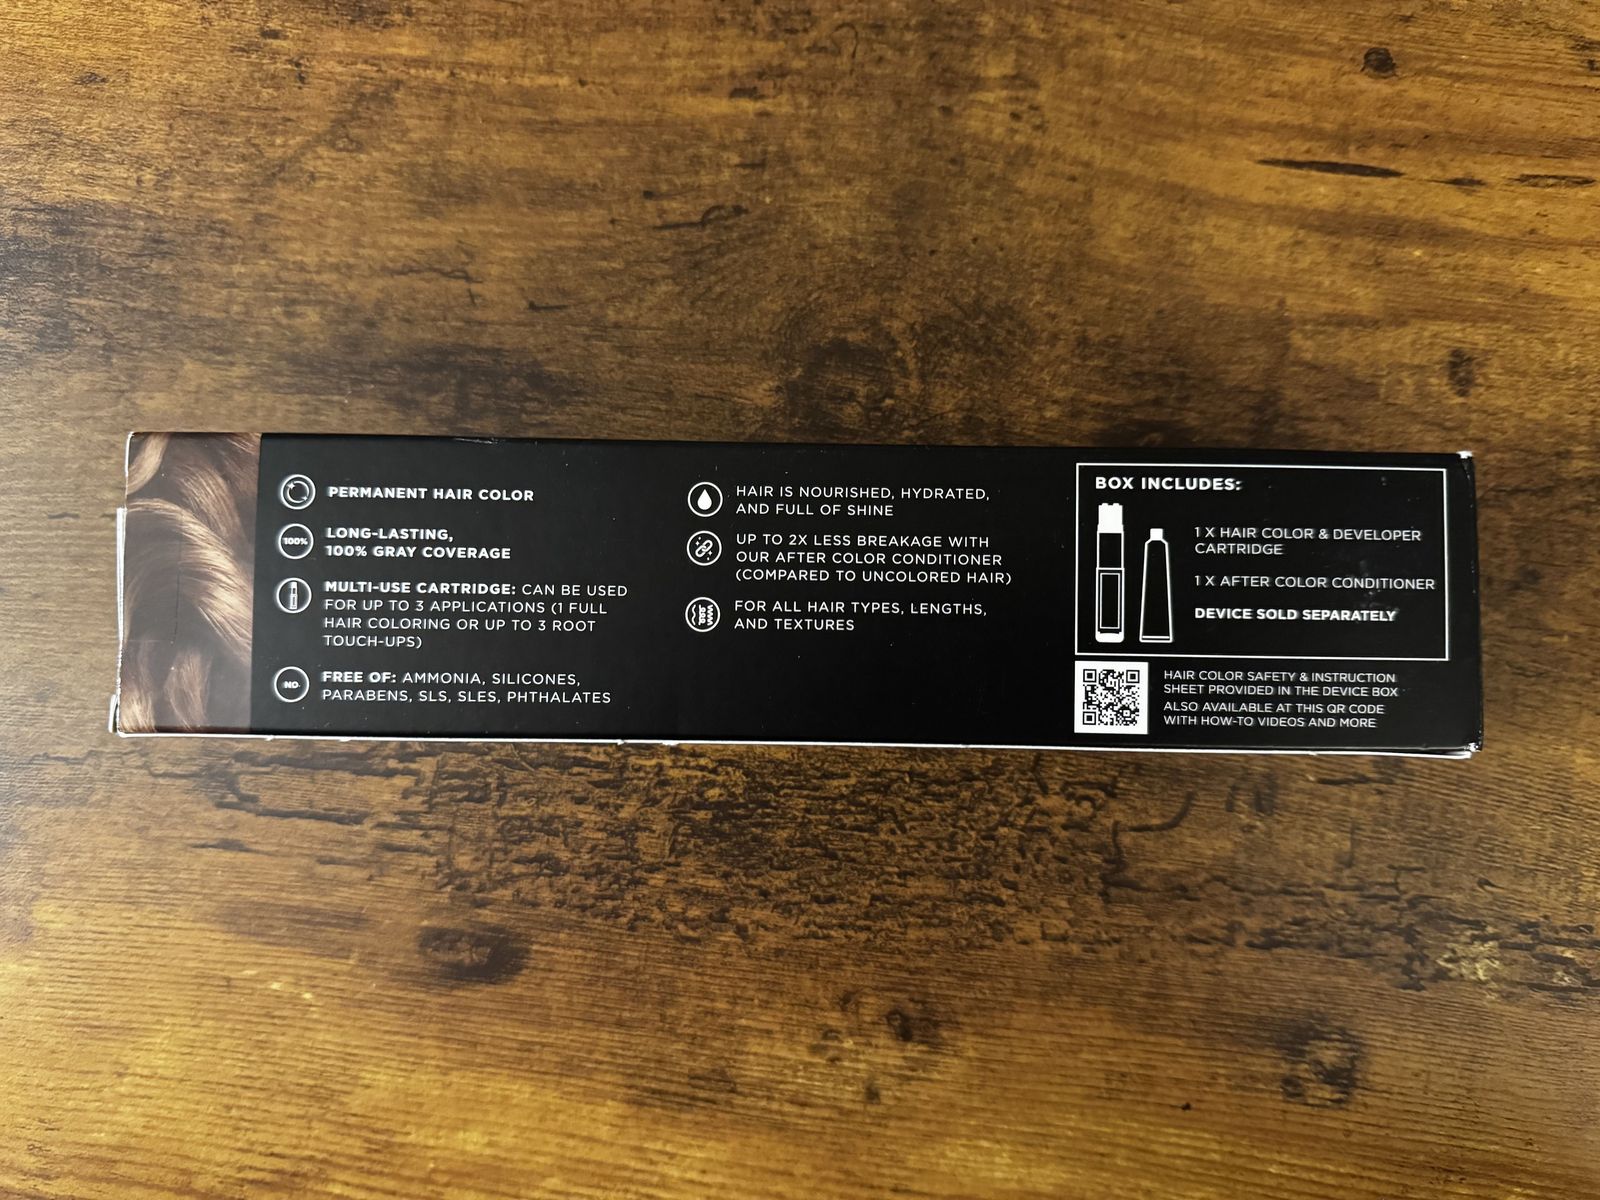 PERMANENT HAIR COLOR
100%
LONG-LASTING,
100% GRAY COVERAGE
MULTI-USE CARTRIDGE: CAN BE USED
FOR UP TO 3 APPLICATIONS (1 FULL
HAIR COLORING OR UP TO 3 ROOT
TOUCH-UPS)
NO
FREE OF: AMMONIA, SILICONES,
PARABENS, SLS, SLES, PHTHALATES
HAIR IS NOURISHED, HYDRATED,
AND FULL OF SHINE
UP TO 2X LESS BREAKAGE WITH
OUR AFTER COLOR CONDITIONER
(COMPARED TO UNCOLORED HAIR)
FOR ALL HAIR TYPES, LENGTHS,
AND TEXTURES
BOX INCLUDES:
1 X HAIR COLOR & DEVELOPER
CARTRIDGE
1 X AFTER COLOR CONDITIONER
DEVICE SOLD SEPARATELY
HAIR COLOR SAFETY & INSTRUCTION
SHEET PROVIDED IN THE DEVICE BOX
ALSO AVAILABLE AT THIS QR CODE
WITH HOW-TO VIDEOS AND MORE